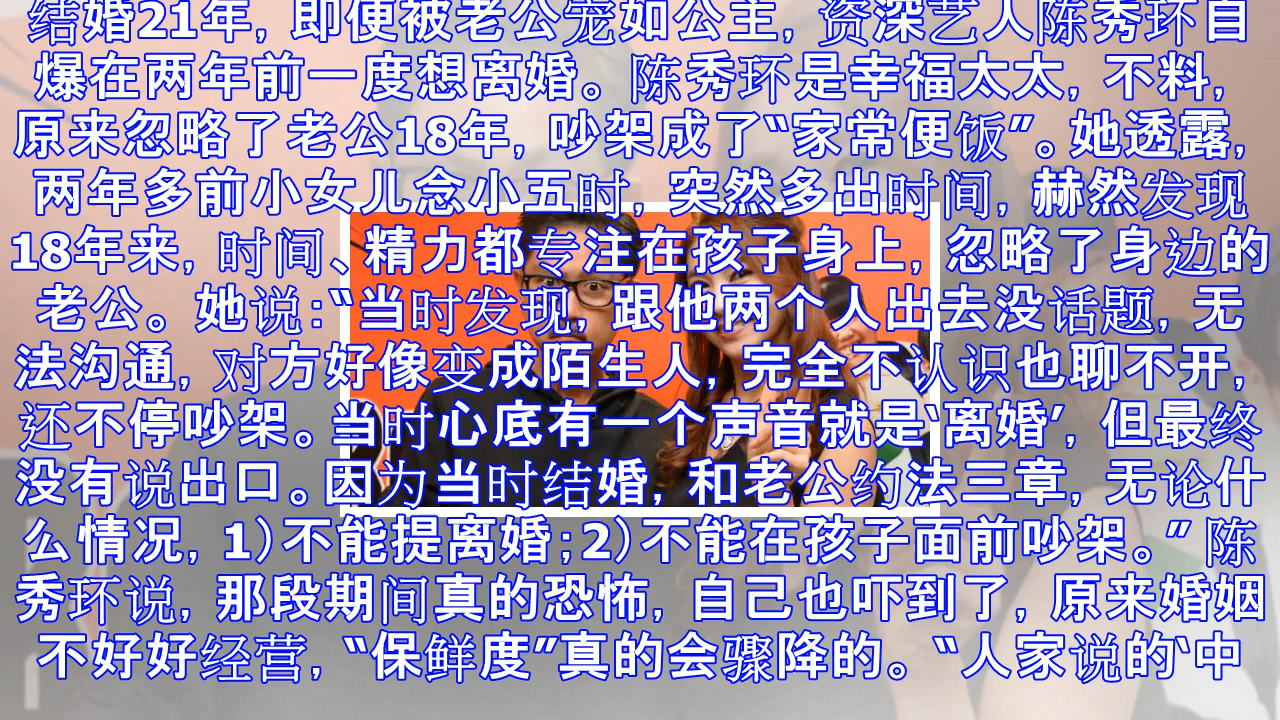 结婚21年, 即便被老公宠如公主, 资深艺人陈秀环自
爆在两年前一度想离婚。陈秀环是幸福太太, 不料,
原来忽略了老公18年, 吵架成了“家常便饭”。她透露,
两年多前小女儿念小五时, 突然多出时间, 赫然发现
18年来, 时间、精力都专注在孩子身上, 忽略了身边的
老公。她说:“当时发现, 跟他两个人出去没话题, 无
法沟通, 对方好像变成陌生人, 完全不认识也聊不开,
还不停吵架。当时心底有一个声音就是‘离婚’, 但最终
没有说出口。因为当时结婚, 和老公约法三章, 无论什
么情况, 1)不能提离婚;2)不能在孩子面前吵架。”陈
秀环说, 那段期间真的恐怖, 自己也吓到了, 原来婚姻
不好好经营, “保鲜度”真的会骤降的。“人家说的‘中